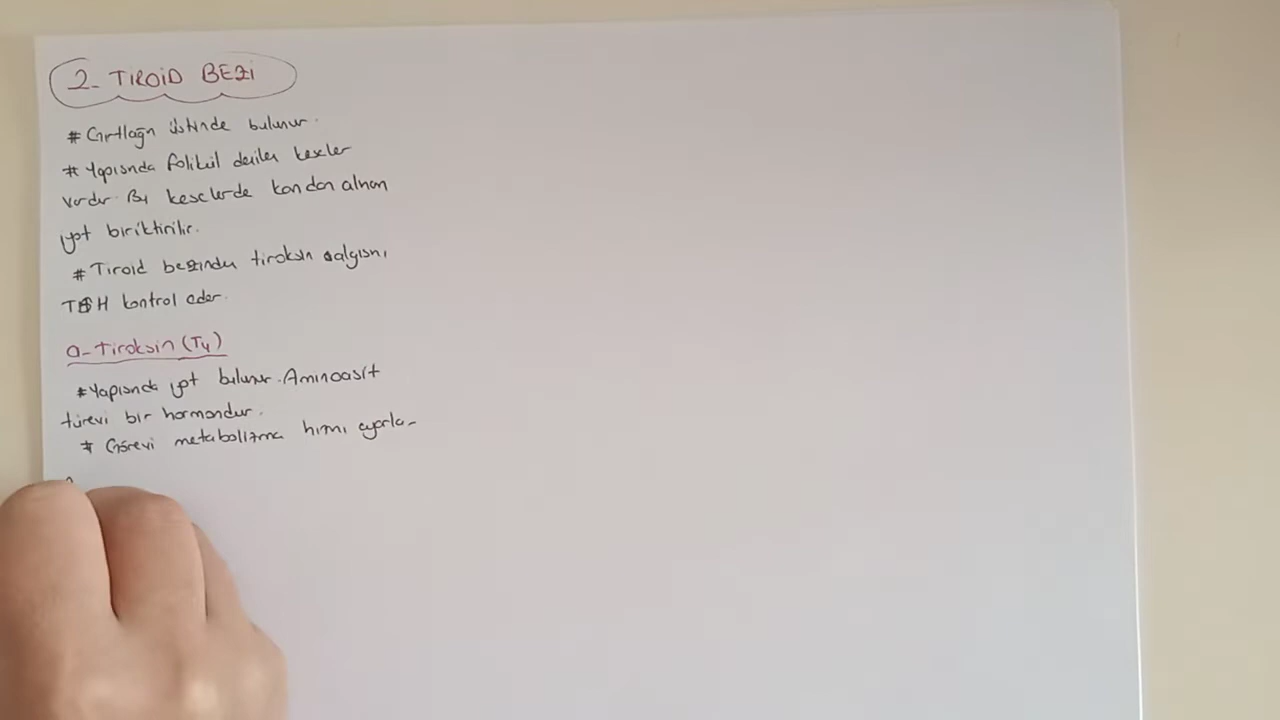 2- TİROİD BEZİ
# Gırtlağın üstünde bulunur.
# Yapısında folikül denilen keseler
vardır. Bu keselerde kandan alınan
iyot biriktirilir.
# Tiroid bezinden tiroksin salgısını
TSH kontrol eder.
a- Tiroksin (T4)
* Yapısında iyot bulunur. Aminoasit
türevi bir hormondur.
* Görevi metabolizma hızını ayarla-